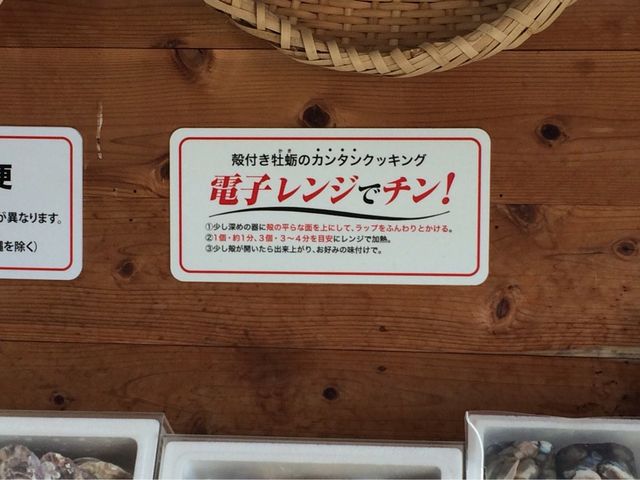 便
が異なります。
舗を除く）
殻付き牡蛎のカンタンクッキング
電子レンジでチン！
①少し深めの器に殻の平らな面を上にして、ラップをふんわりとかける。
②1個・約1分、3個・3〜4分を目安にレンジで加熱。
③少し殻が開いたら出来上がり、お好みの味付けで。